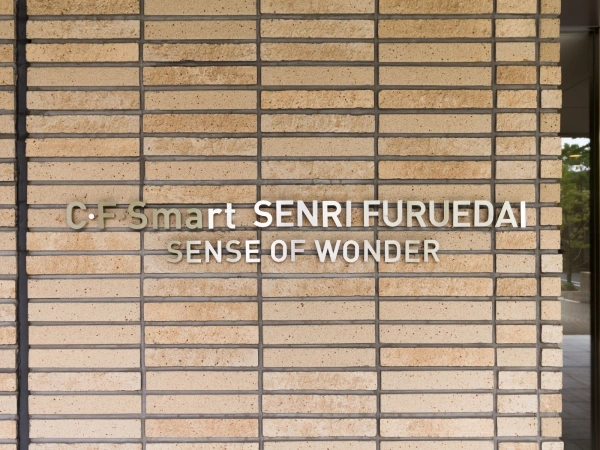 C·F Smart SENRI FURUEDAI
SENSE OF WONDER